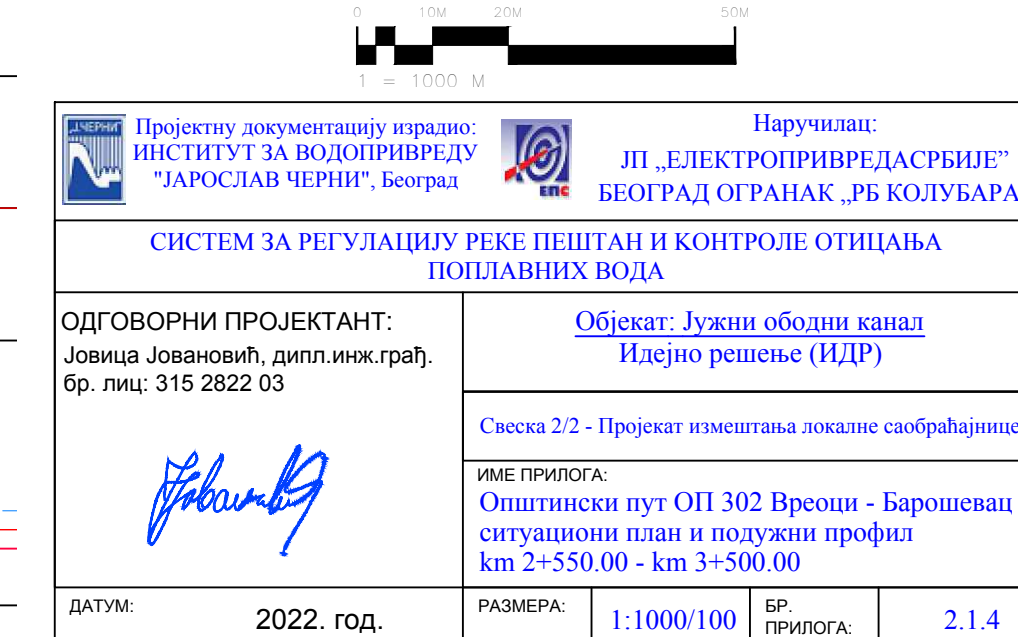 0 10M 20M 50M
1 = 1000 M
Ј.ЧЕРНИ
Пројектну документацију израдио:
ИНСТИТУТ ЗА ВОДОПРИВРЕДУ
"ЈАРОСЛАВ ЧЕРНИ", Београд
ЕПС
Наручилац:
ЈП „ЕЛЕКТРОПРИВРЕДАСРБИЈЕ”
БЕОГРАД ОГРАНАК „РБ КОЛУБАРА
СИСТЕМ ЗА РЕГУЛАЦИЈУ РЕКЕ ПЕШТАН И КОНТРОЛЕ ОТИЦАЊА
ПОПЛАВНИХ ВОДА
ОДГОВОРНИ ПРОЈЕКТАНТ:
Јовица Јовановић, дипл.инж.грађ.
бр. лиц: 315 2822 03
Објекат: Јужни ободни канал
Идејно решење (ИДР)
Свеска 2/2 - Пројекат измештања локалне саобраћајнице
ИМЕ ПРИЛОГА:
Општински пут ОП 302 Вреоци - Барошевац
ситуациони план и подужни профил
km 2+550.00 - km 3+500.00
ДАТУМ:
2022. год.
РАЗМЕРА:
1:1000/100
БР.
ПРИЛОГА:
2.1.4